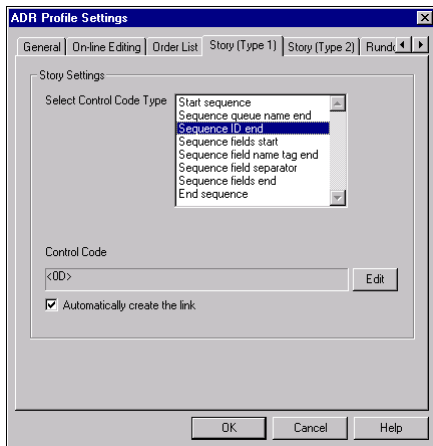 ADR Profile Settings
General On-line Editing Order List Story (Type 1) Story (Type 2)
Story Settings
Select Control Code Type
Start sequence
Sequence queue name end
Sequence ID end
Sequence fields start
Sequence field name tag end
Sequence field separator
Sequence fields end
End sequence
Control Code
<0D>
Edit
Automatically create the link
OK Cancel Help